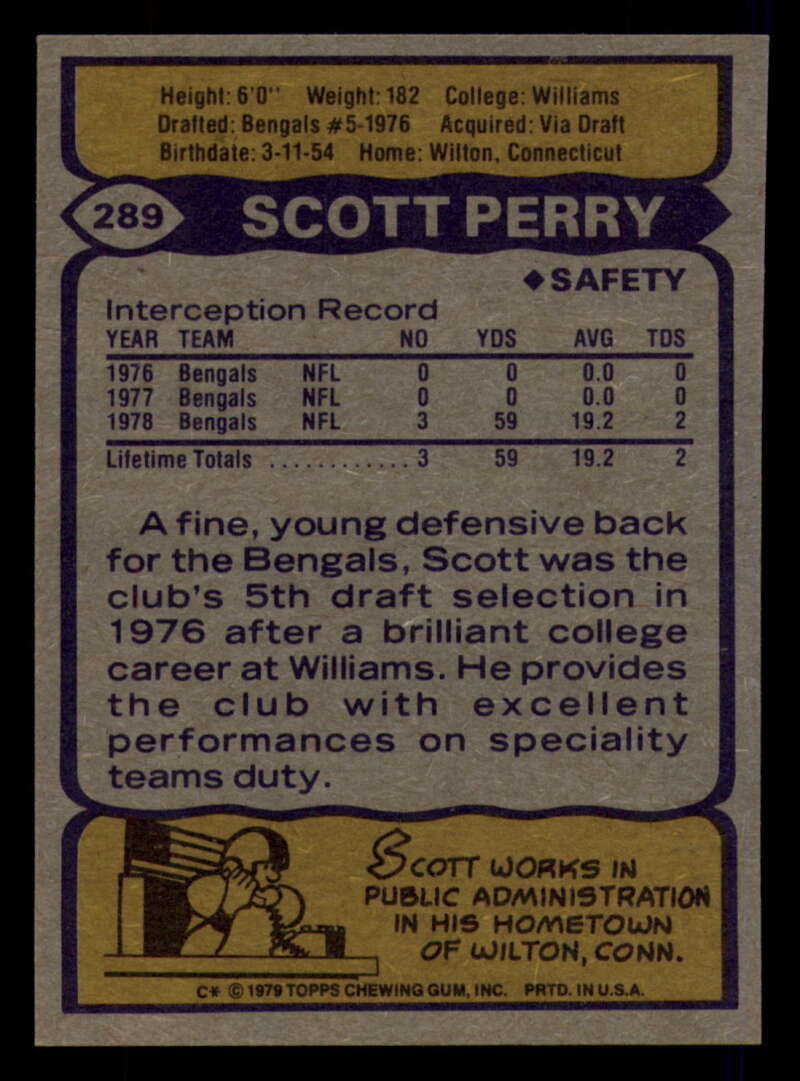 Height: 6'0" Weight: 182 College: Williams
Drafted: Bengals #5-1976 Acquired: Via Draft
Birthdate: 3-11-54 Home: Wilton, Connecticut
289 SCOTT PERRY
◆SAFETY
Interception Record
YEAR TEAM NO YDS AVG TDS
1976 Bengals NFL 0 0 0.0 0
1977 Bengals NFL 0 0 0.0 0
1978 Bengals NFL 3 59 19.2 2
Lifetime Totals ............ 3 59 19.2 2
A fine, young defensive back
for the Bengals, Scott was the
club's 5th draft selection in
1976 after a brilliant college
career at Williams. He provides
the club with excellent
performances on speciality
teams duty.
SCOTT WORKS IN
PUBLIC ADMINISTRATION
IN HIS HOMETOWN
OF WILTON, CONN.
C* © 1979 TOPPS CHEWING GUM, INC. PRTD. IN U.S.A.